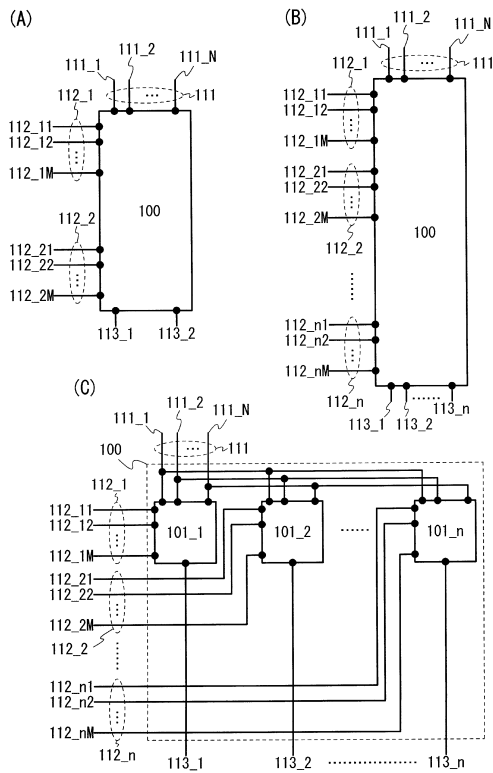 (A)
111_1
111_2
111_N
111
...
112_1
112_11
112_12
112_1M
100
112_2
112_21
112_22
112_2M
113_1
113_2
(B)
111_1
111_2
111_N
111
...
112_1
112_11
112_12
112_1M
112_21
112_22
112_2M
112_2
100
112_n1
112_n2
112_nM
112_n
113_1
113_2
113_n
(C)
111_1
111_2
111_N
111
...
100
112_1
112_11
112_12
112_1M
101_1
101_2
101_n
112_21
112_22
112_2M
112_2
112_n1
112_n2
112_nM
112_n
113_1
113_2
113_n